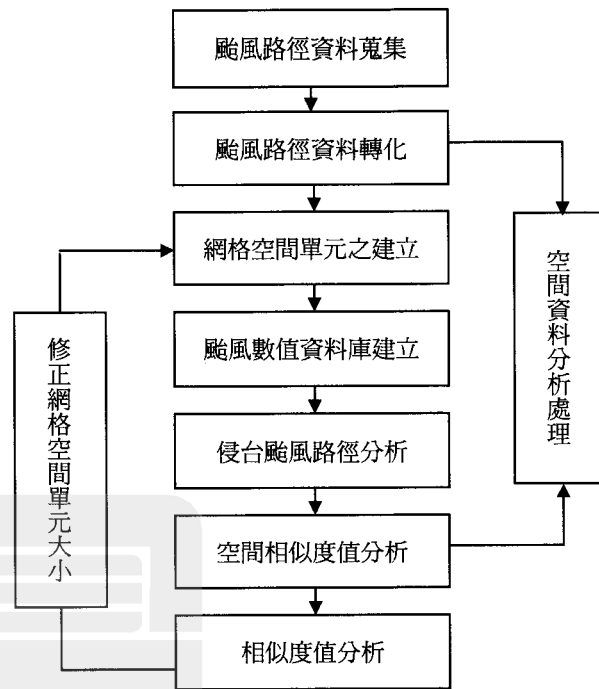 颱風路徑資料蒐集
颱風路徑資料轉化
網格空間單元之建立
颱風數值資料庫建立
侵台颱風路徑分析
空間相似度值分析
相似度值分析
修正網格空間單元大小
空間資料分析處理